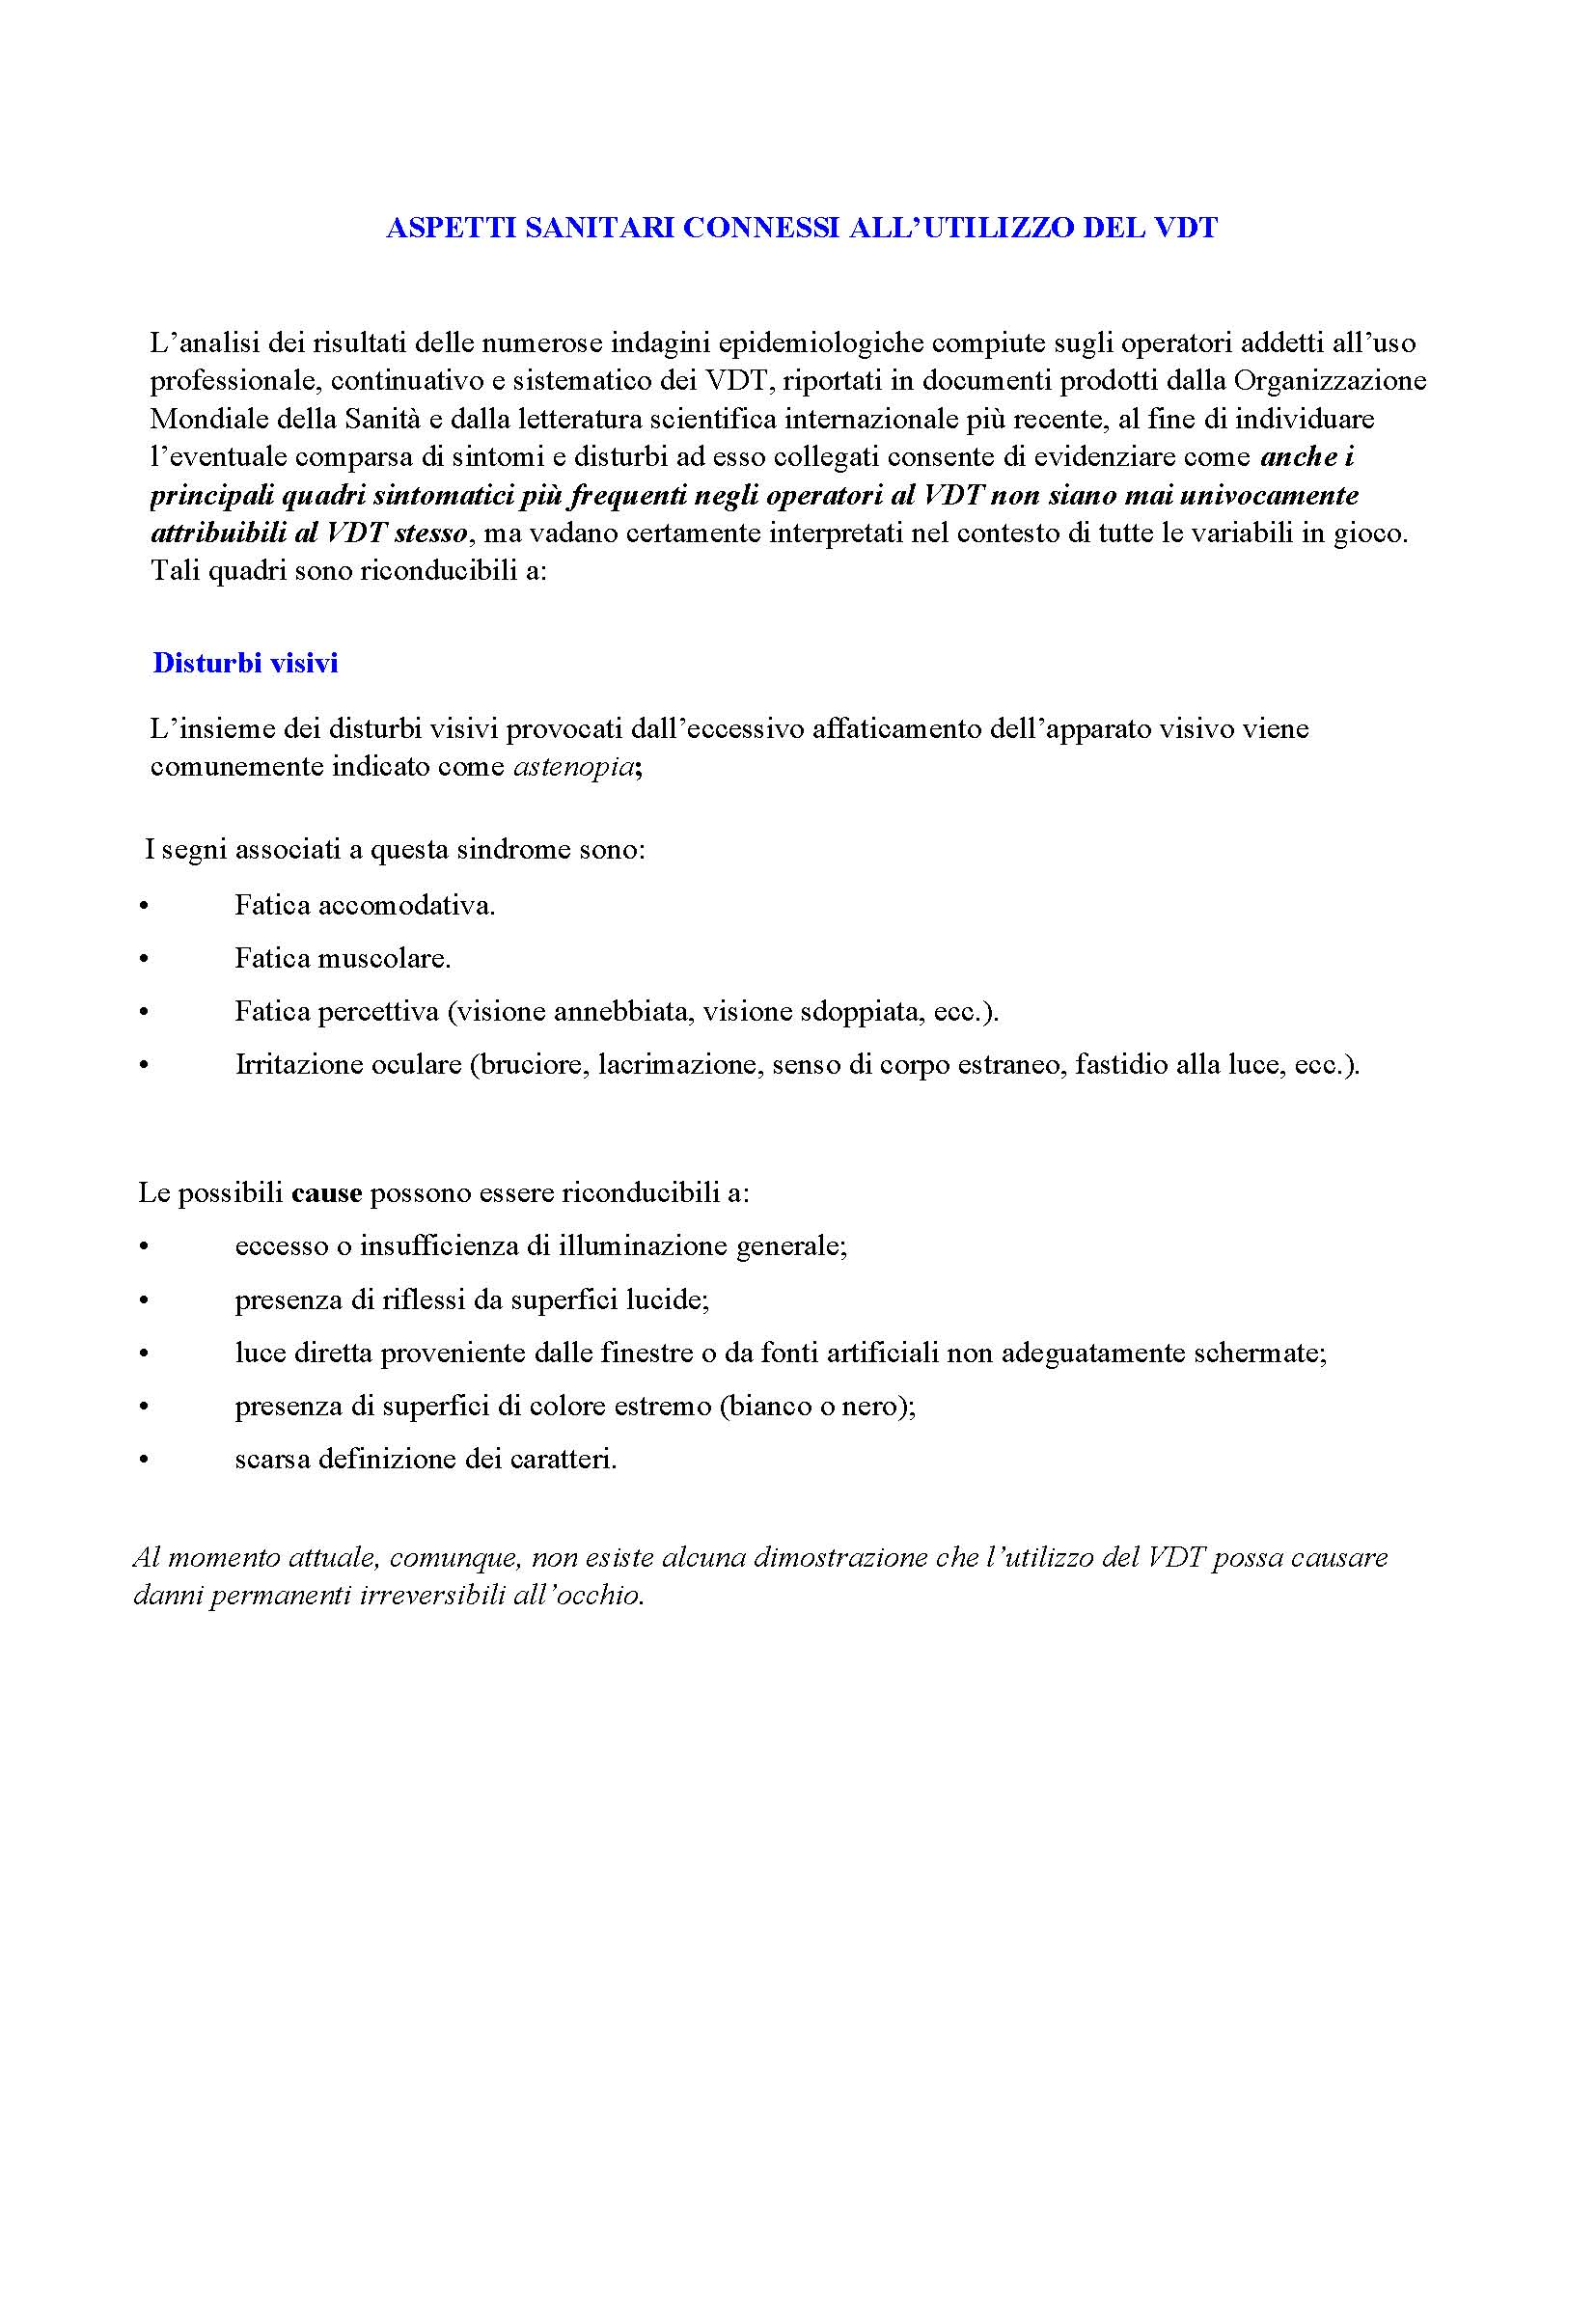 ASPETTI SANITARI CONNESSI ALL’UTILIZZO DEL VDT
L’analisi dei risultati delle numerose indagini epidemiologiche compiute sugli operatori addetti all’uso
professionale, continuativo e sistematico dei VDT, riportati in documenti prodotti dalla Organizzazione
Mondiale della Sanità e dalla letteratura scientifica internazionale più recente, al fine di individuare
l’eventuale comparsa di sintomi e disturbi ad esso collegati consente di evidenziare come anche i
principali quadri sintomatici più frequenti negli operatori al VDT non siano mai univocamente
attribuibili al VDT stesso, ma vadano certamente interpretati nel contesto di tutte le variabili in gioco.
Tali quadri sono riconducibili a:
Disturbi visivi
L’insieme dei disturbi visivi provocati dall’eccessivo affaticamento dell’apparato visivo viene
comunemente indicato come astenopia;
I segni associati a questa sindrome sono:
• Fatica accomodativa.
• Fatica muscolare.
• Fatica percettiva (visione annebbiata, visione sdoppiata, ecc.).
• Irritazione oculare (bruciore, lacrimazione, senso di corpo estraneo, fastidio alla luce, ecc.).
Le possibili cause possono essere riconducibili a:
• eccesso o insufficienza di illuminazione generale;
• presenza di riflessi da superfici lucide;
• luce diretta proveniente dalle finestre o da fonti artificiali non adeguatamente schermate;
• presenza di superfici di colore estremo (bianco o nero);
• scarsa definizione dei caratteri.
Al momento attuale, comunque, non esiste alcuna dimostrazione che l’utilizzo del VDT possa causare
danni permanenti irreversibili all’occhio.